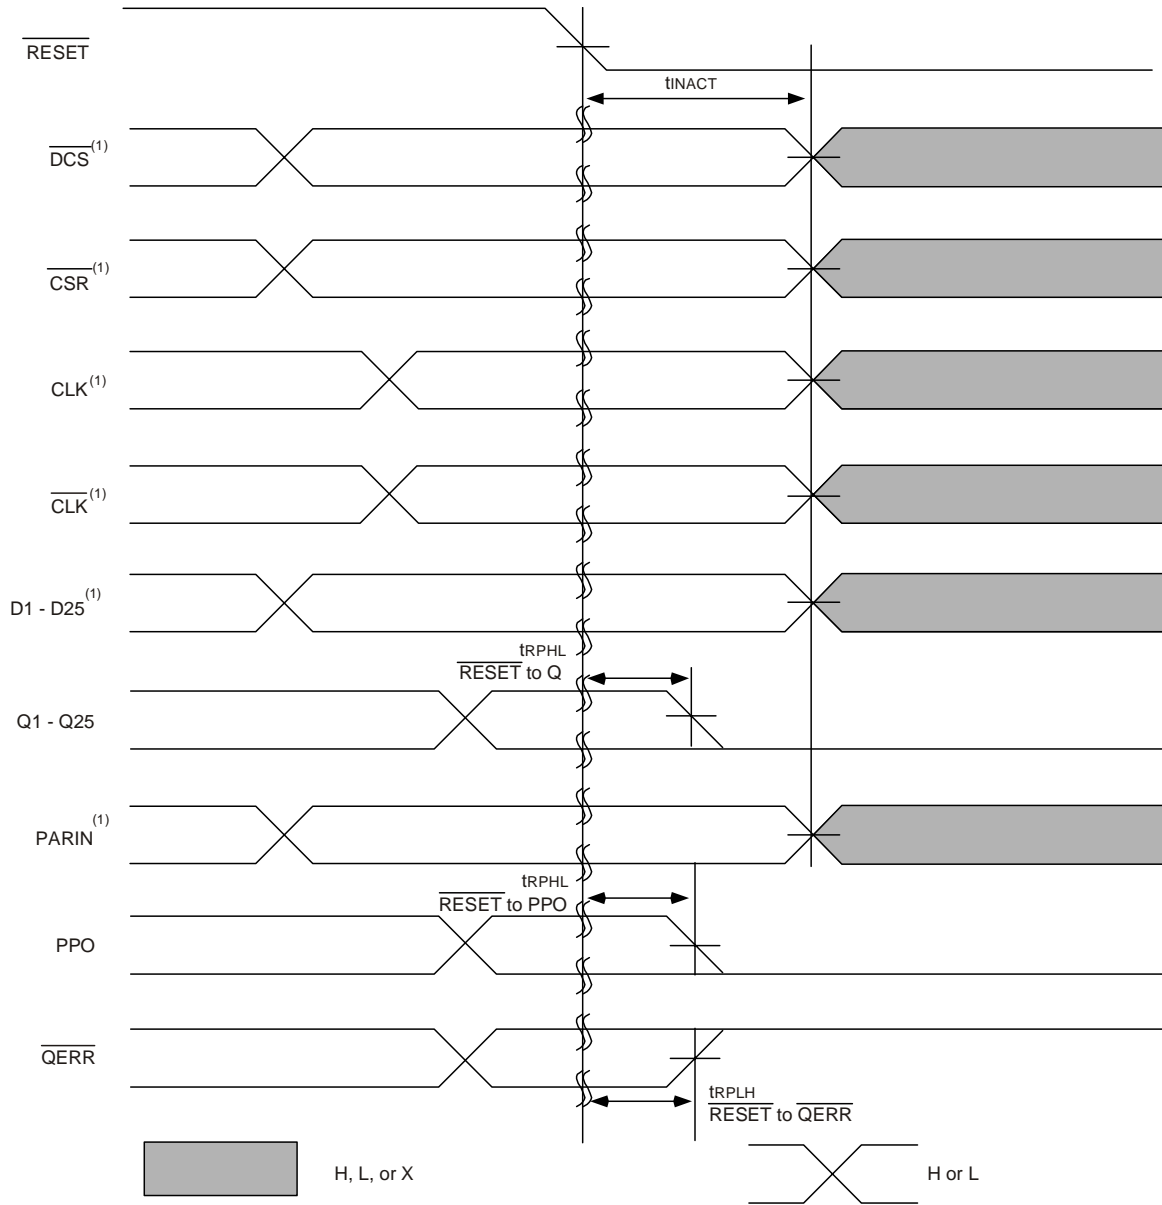 RESET
tINACT
DCS(1)
CSR(1)
CLK(1)
CLK(1)
D1 - D25(1)
tRPHL
RESET to Q
Q1 - Q25
PARIN(1)
tRPHL
RESET to PPO
PPO
QERR
tRPLH
RESET to QERR
H, L, or X
H or L